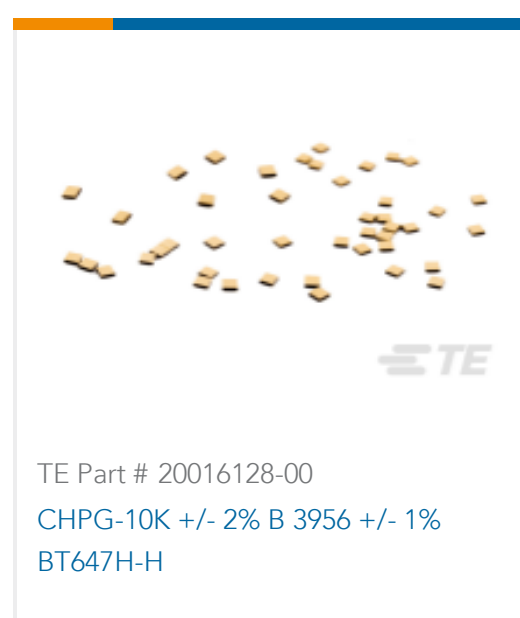 TE
TE Part # 20016128-00
CHPG-10K +/- 2% B 3956 +/- 1%
BT647H-H